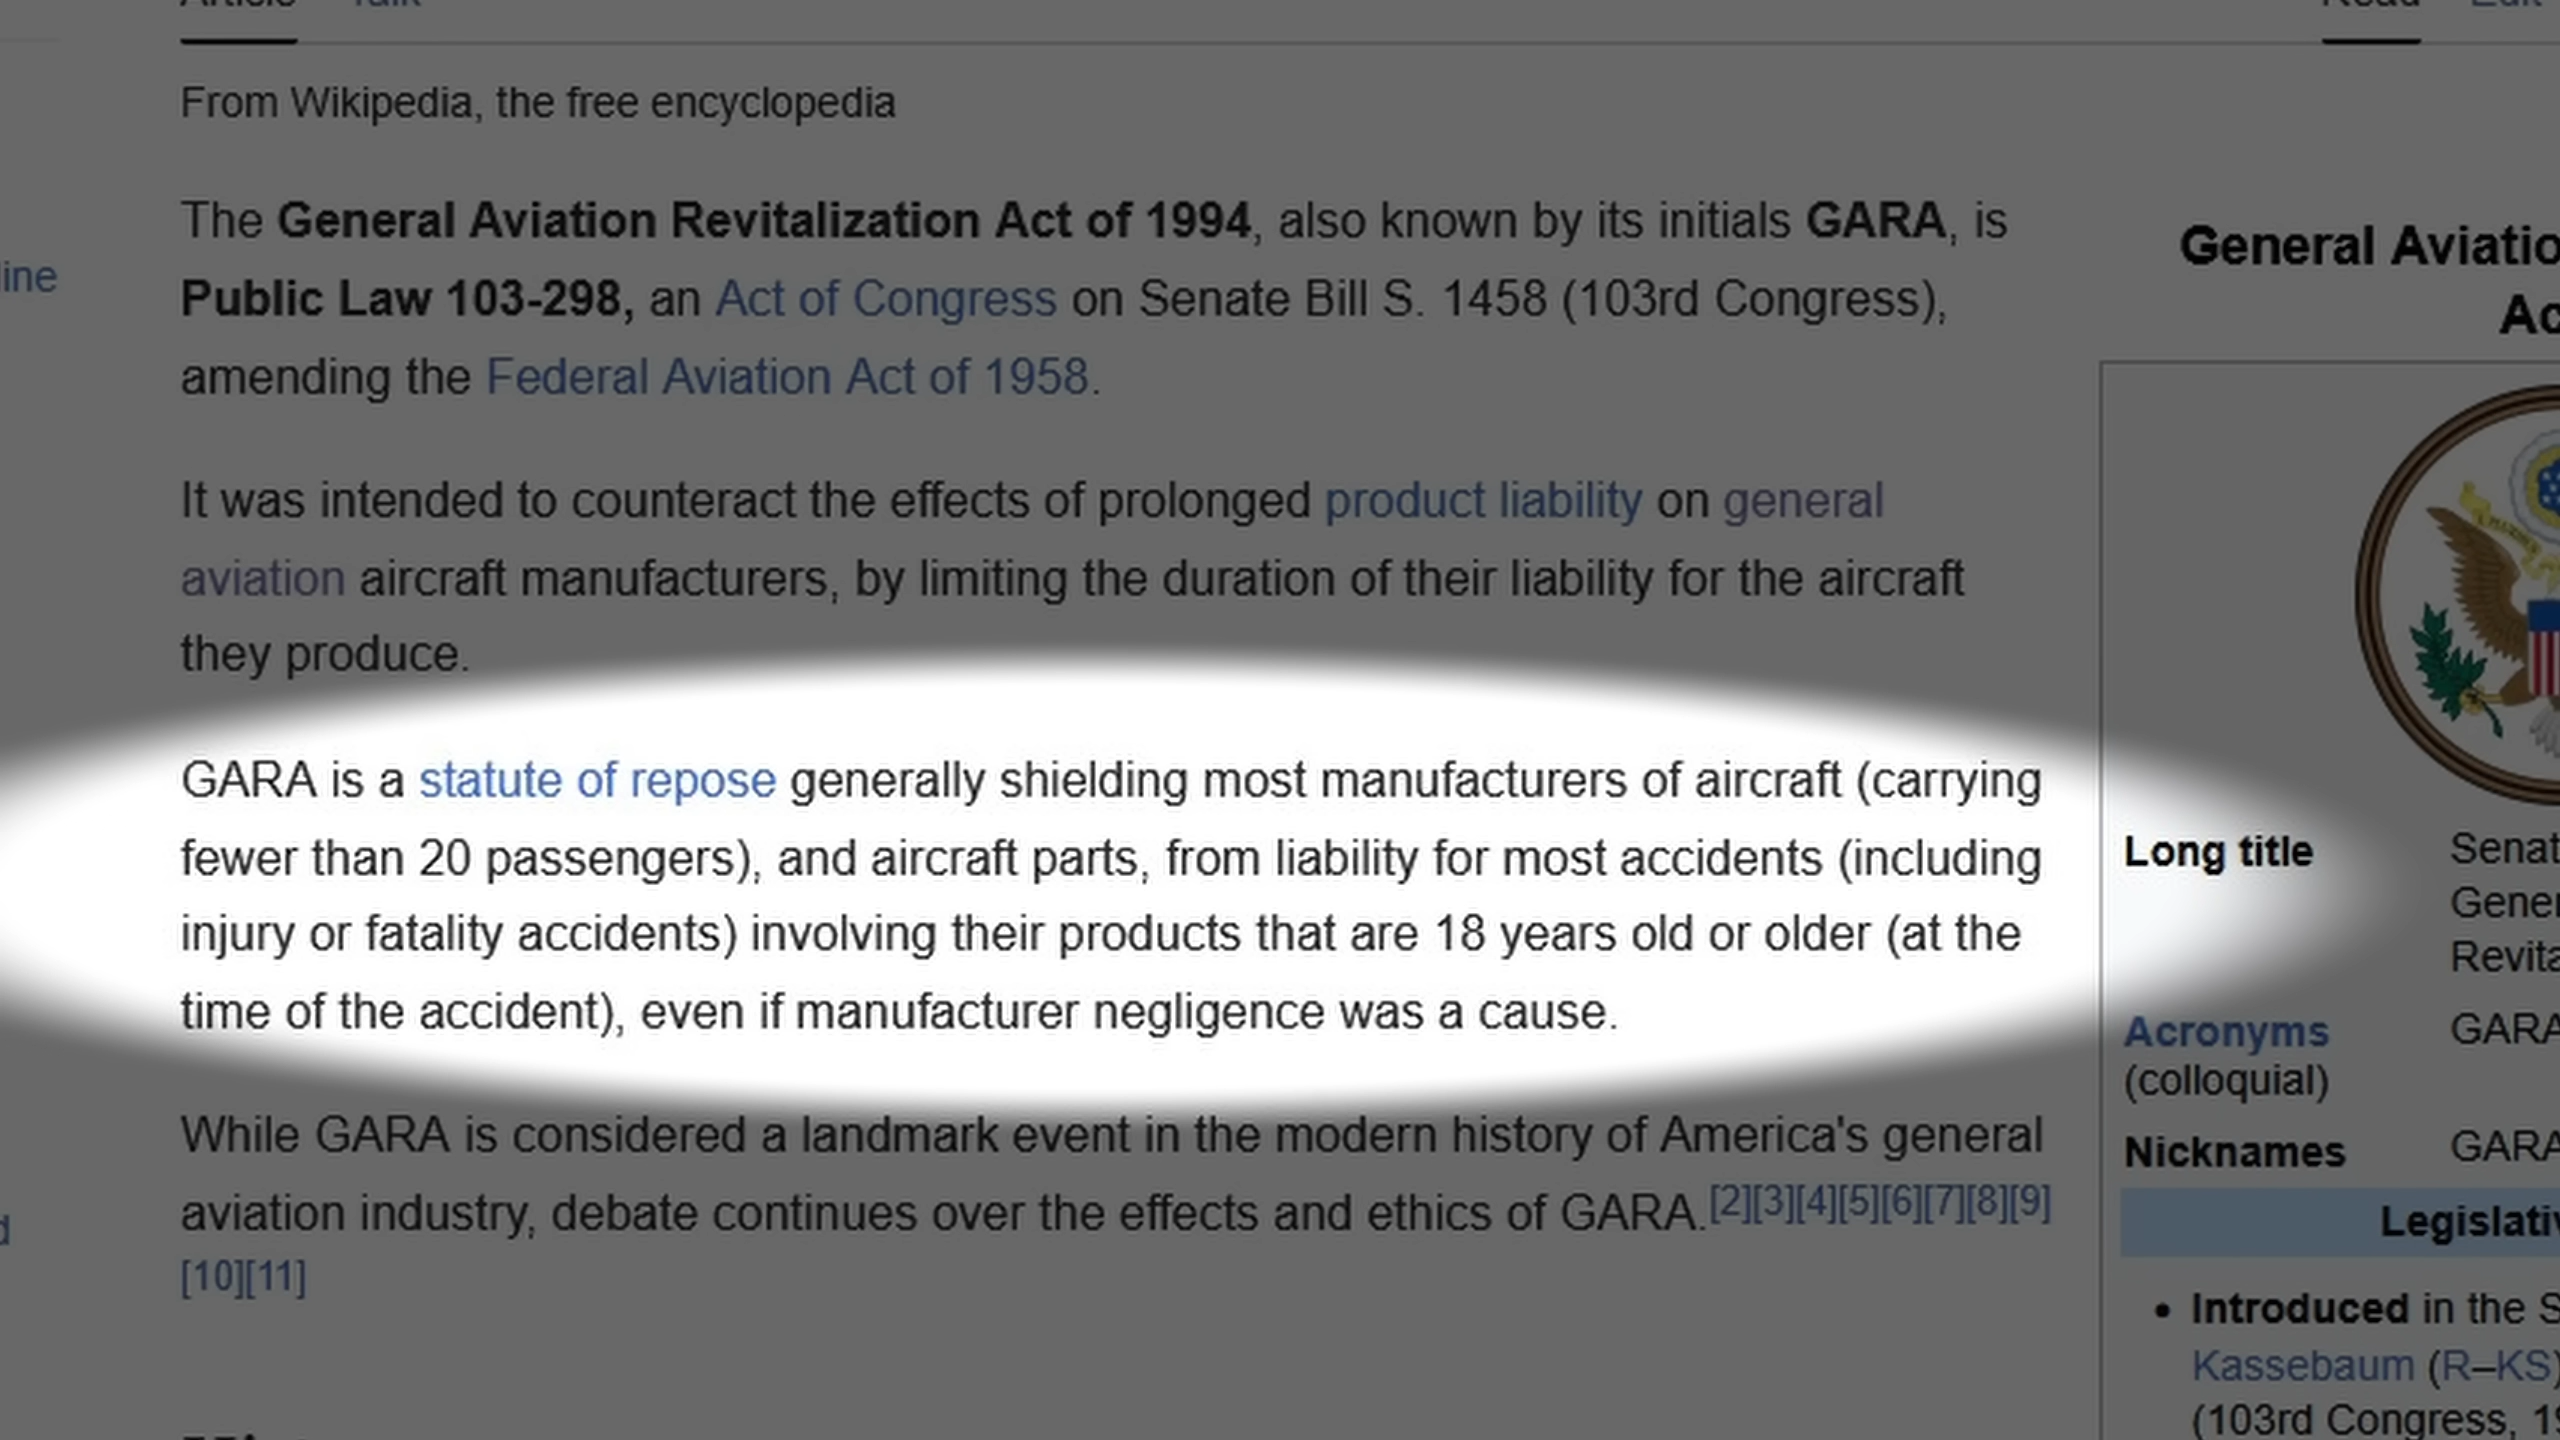 Article Talk
Read Edit
From Wikipedia, the free encyclopedia
The General Aviation Revitalization Act of 1994, also known by its initials GARA, is
Public Law 103-298, an Act of Congress on Senate Bill S. 1458 (103rd Congress),
amending the Federal Aviation Act of 1958.
It was intended to counteract the effects of prolonged product liability on general
aviation aircraft manufacturers, by limiting the duration of their liability for the aircraft
they produce.
GARA is a statute of repose generally shielding most manufacturers of aircraft (carrying
fewer than 20 passengers), and aircraft parts, from liability for most accidents (including
injury or fatality accidents) involving their products that are 18 years old or older (at the
time of the accident), even if manufacturer negligence was a cause.
While GARA is considered a landmark event in the modern history of America's general
aviation industry, debate continues over the effects and ethics of GARA.[2][3][4][5][6][7][8][9]
[10][11]
General Aviatio
Ac
Long title Senat
Gener
Revita
Acronyms GARA
(colloquial)
Nicknames GARA
Legislativ
• Introduced in the S
Kassebaum (R–KS)
(103rd Congress, 19